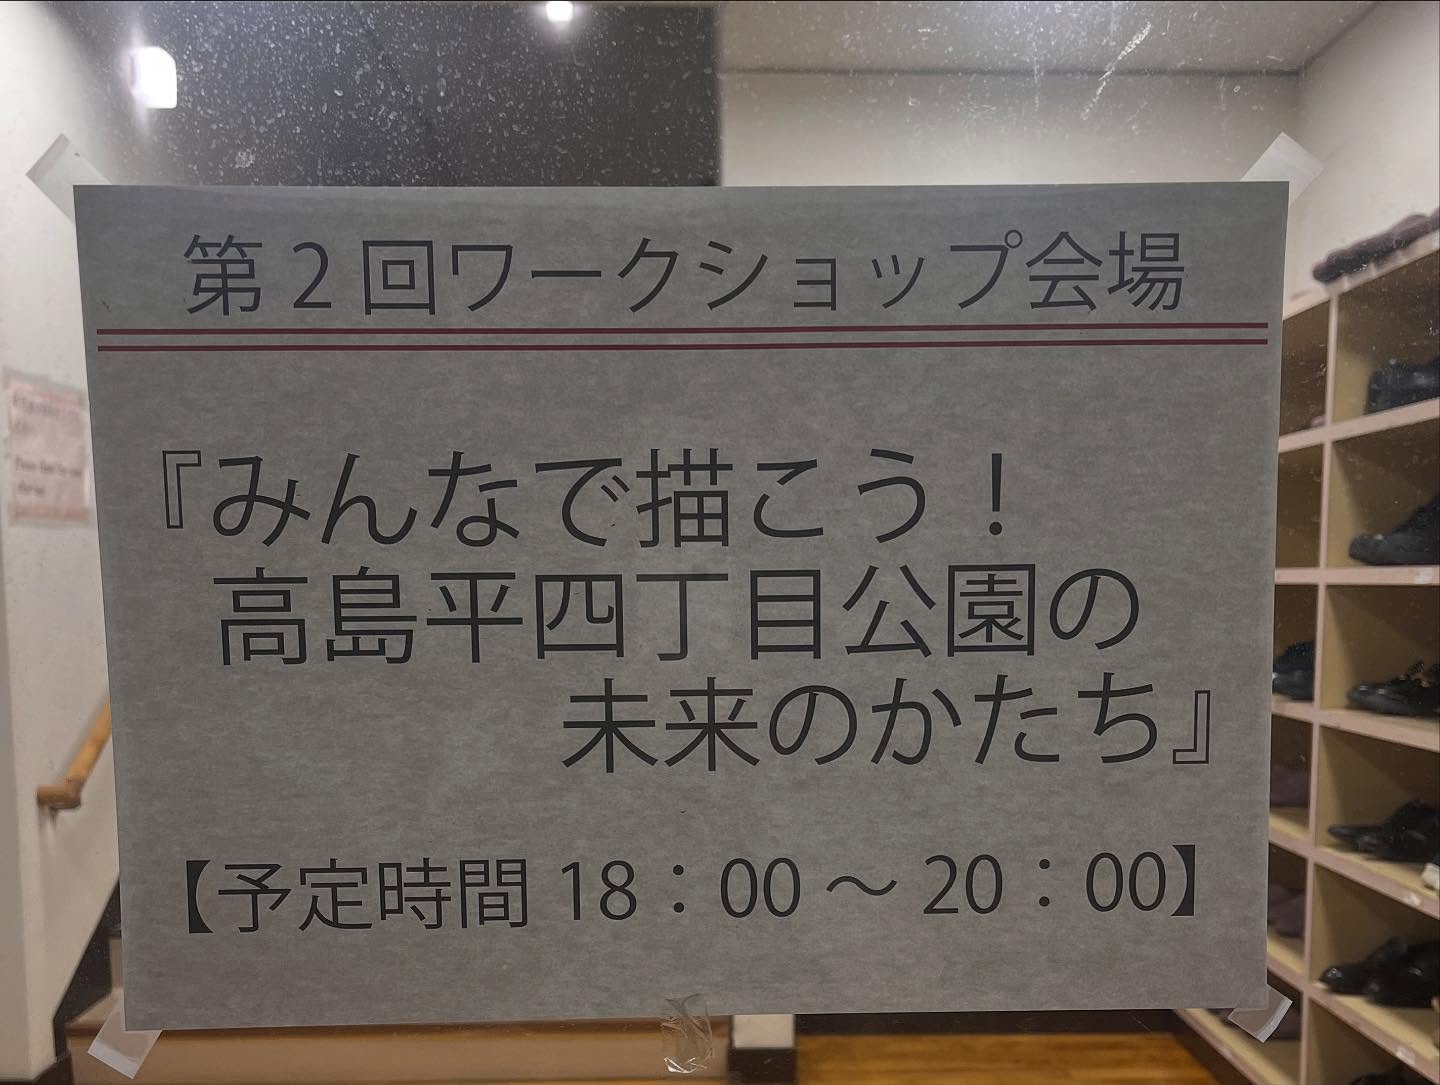 第2回ワークショップ会場
『みんなで描こう！
高島平四丁目公園の
未来のかたち』
【予定時間 18：00 ～ 20：00】